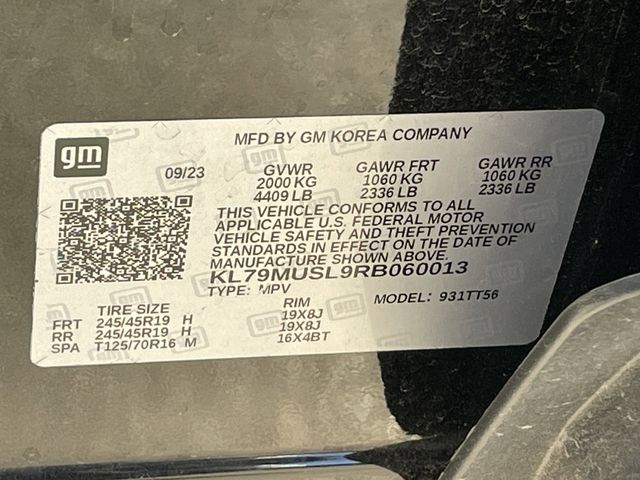 gm
MFD BY GM KOREA COMPANY
09/23 GVWR GAWR FRT GAWR RR
2000 KG 1060 KG 1060 KG
4409 LB 2336 LB 2336 LB
THIS VEHICLE CONFORMS TO ALL
APPLICABLE U.S. FEDERAL MOTOR
VEHICLE SAFETY AND THEFT PREVENTION
STANDARDS IN EFFECT ON THE DATE OF
MANUFACTURE SHOWN ABOVE.
KL79MUSL9RB060013
TYPE: MPV MODEL: 931TT56
TIRE SIZE RIM
FRT 245/45R19 H 19X8J
RR 245/45R19 H 19X8J
SPA T125/70R16 M 16X4BT